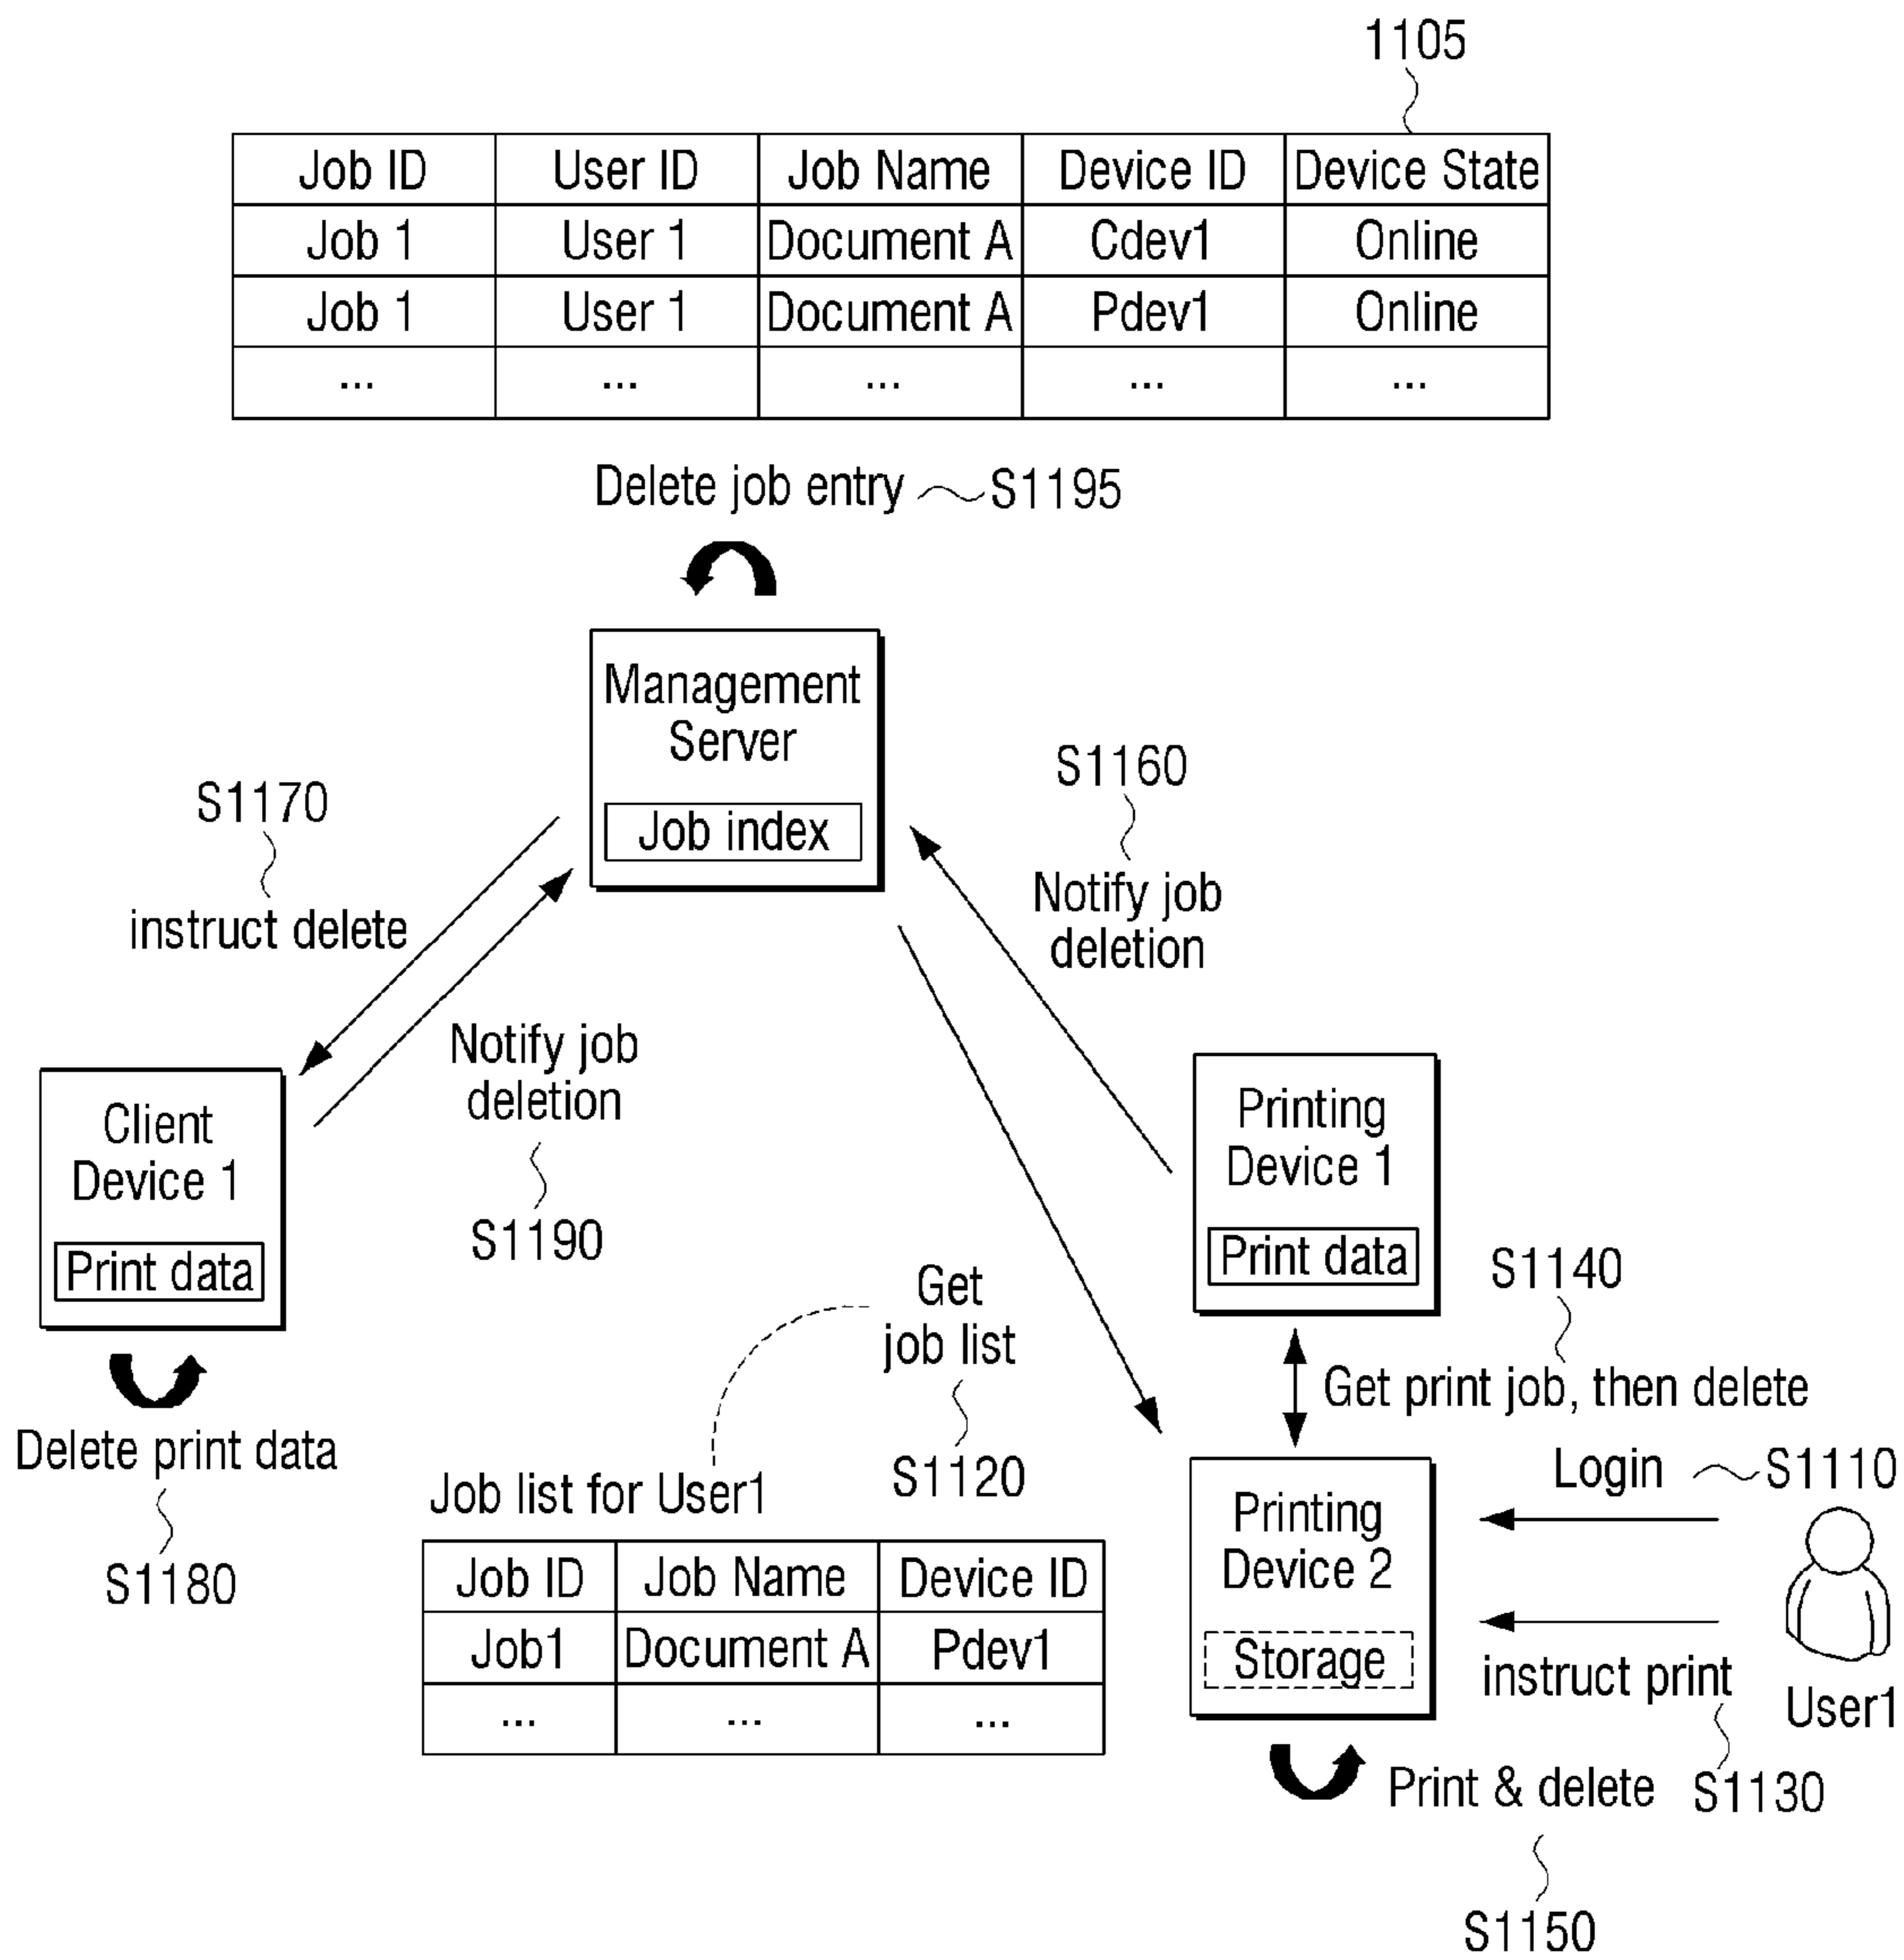 1105
Job ID User ID Job Name Device ID Device State
Job 1 User 1 Document A Cdev1 Online
Job 1 User 1 Document A Pdev1 Online
... ... ... ... ...
Delete job entry S1195
Management
Server
Job index
S1170
instruct delete
S1160
Notify job
deletion
Notify job
deletion
S1190
Client
Device 1
Print data
Delete print data
S1180
Printing
Device 1
Print data
S1140
Get print job, then delete
Get
job list
S1120
Job list for User1
Job ID Job Name Device ID
Job1 Document A Pdev1
... ... ...
Login S1110
Printing
Device 2
Storage
instruct print
User1
S1130
Print & delete
S1150